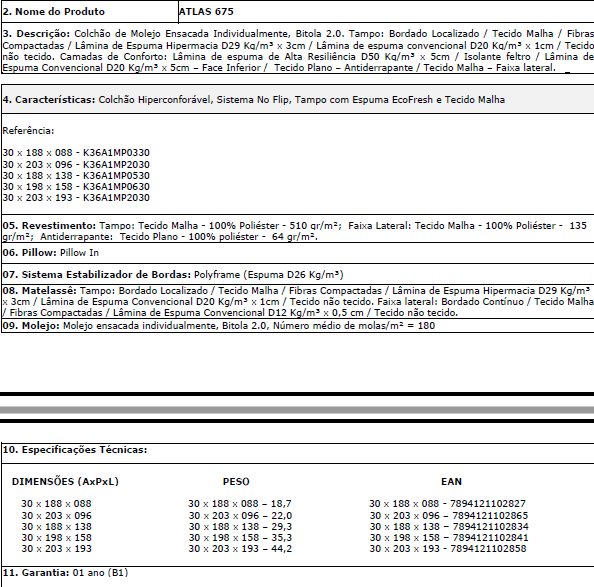 2. Nome do Produto ATLAS 675
3. Descrição: Colchão de Molejo Ensacada Individualmente, Bitola 2.0. Tampo: Bordado Localizado / Tecido Malha / Fibras
Compactadas / Lâmina de Espuma Hipermacia D29 Kg/m³ x 3cm / Lâmina de espuma convencional D20 Kg/m³ x 1cm / Tecido
não tecido. Camadas de Conforto: Lâmina de espuma de Alta Resiliência D50 Kg/m³ x 5cm / Isolante feltro / Lâmina de
Espuma Convencional D20 Kg/m³ x 5cm – Face Inferior / Tecido Plano – Antiderrapante / Tecido Malha – Faixa lateral.
4. Características: Colchão Hiperconforável, Sistema No Flip, Tampo com Espuma EcoFresh e Tecido Malha
Referência:
30 x 188 x 088 - K36A1MP0330
30 x 203 x 096 - K36A1MP2030
30 x 188 x 138 - K36A1MP0530
30 x 198 x 158 - K36A1MP0630
30 x 203 x 193 - K36A1MP2030
05. Revestimento: Tampo: Tecido Malha - 100% Poliéster - 510 gr/m²; Faixa Lateral: Tecido Malha - 100% Poliéster - 135
gr/m²; Antiderrapante: Tecido Plano - 100% poliéster - 64 gr/m².
06. Pillow: Pillow In
07. Sistema Estabilizador de Bordas: Polyframe (Espuma D26 Kg/m³)
08. Matelassê: Tampo: Bordado Localizado / Tecido Malha / Fibras Compactadas / Lâmina de Espuma Hipermacia D29 Kg/m³
x 3cm / Lâmina de Espuma Convencional D20 Kg/m³ x 1cm / Tecido não tecido. Faixa lateral: Bordado Contínuo / Tecido Malha
/ Fibras Compactadas / Lâmina de Espuma Convencional D12 Kg/m³ x 0,5 cm / Tecido não tecido.
09. Molejo: Molejo ensacada individualmente, Bitola 2.0, Número médio de molas/m² = 180
10. Especificações Técnicas:
DIMENSÕES (AxPxL) PESO EAN
30 x 188 x 088 30 x 188 x 088 – 18,7 30 x 188 x 088 - 7894121102827
30 x 203 x 096 30 x 203 x 096 – 22,0 30 x 203 x 096 – 7894121102865
30 x 188 x 138 30 x 188 x 138 – 29,3 30 x 188 x 138 – 7894121102834
30 x 198 x 158 30 x 198 x 158 – 35,3 30 x 198 x 158 – 7894121102841
30 x 203 x 193 30 x 203 x 193 – 44,2 30 x 203 x 193 - 7894121102858
11. Garantia: 01 ano (B1)